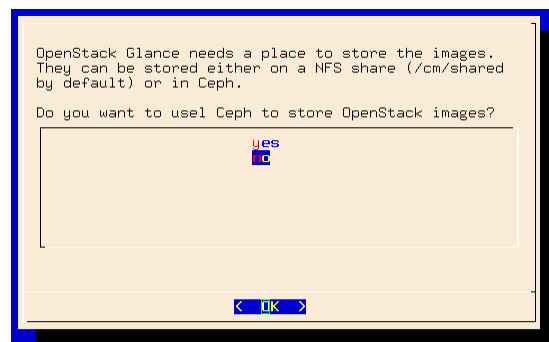 OpenStack Glance needs a place to store the images.
They can be stored either on a NFS share (/cm/shared
by default) or in Ceph.
Do you want to usel Ceph to store OpenStack images?
yes
no
< OK >